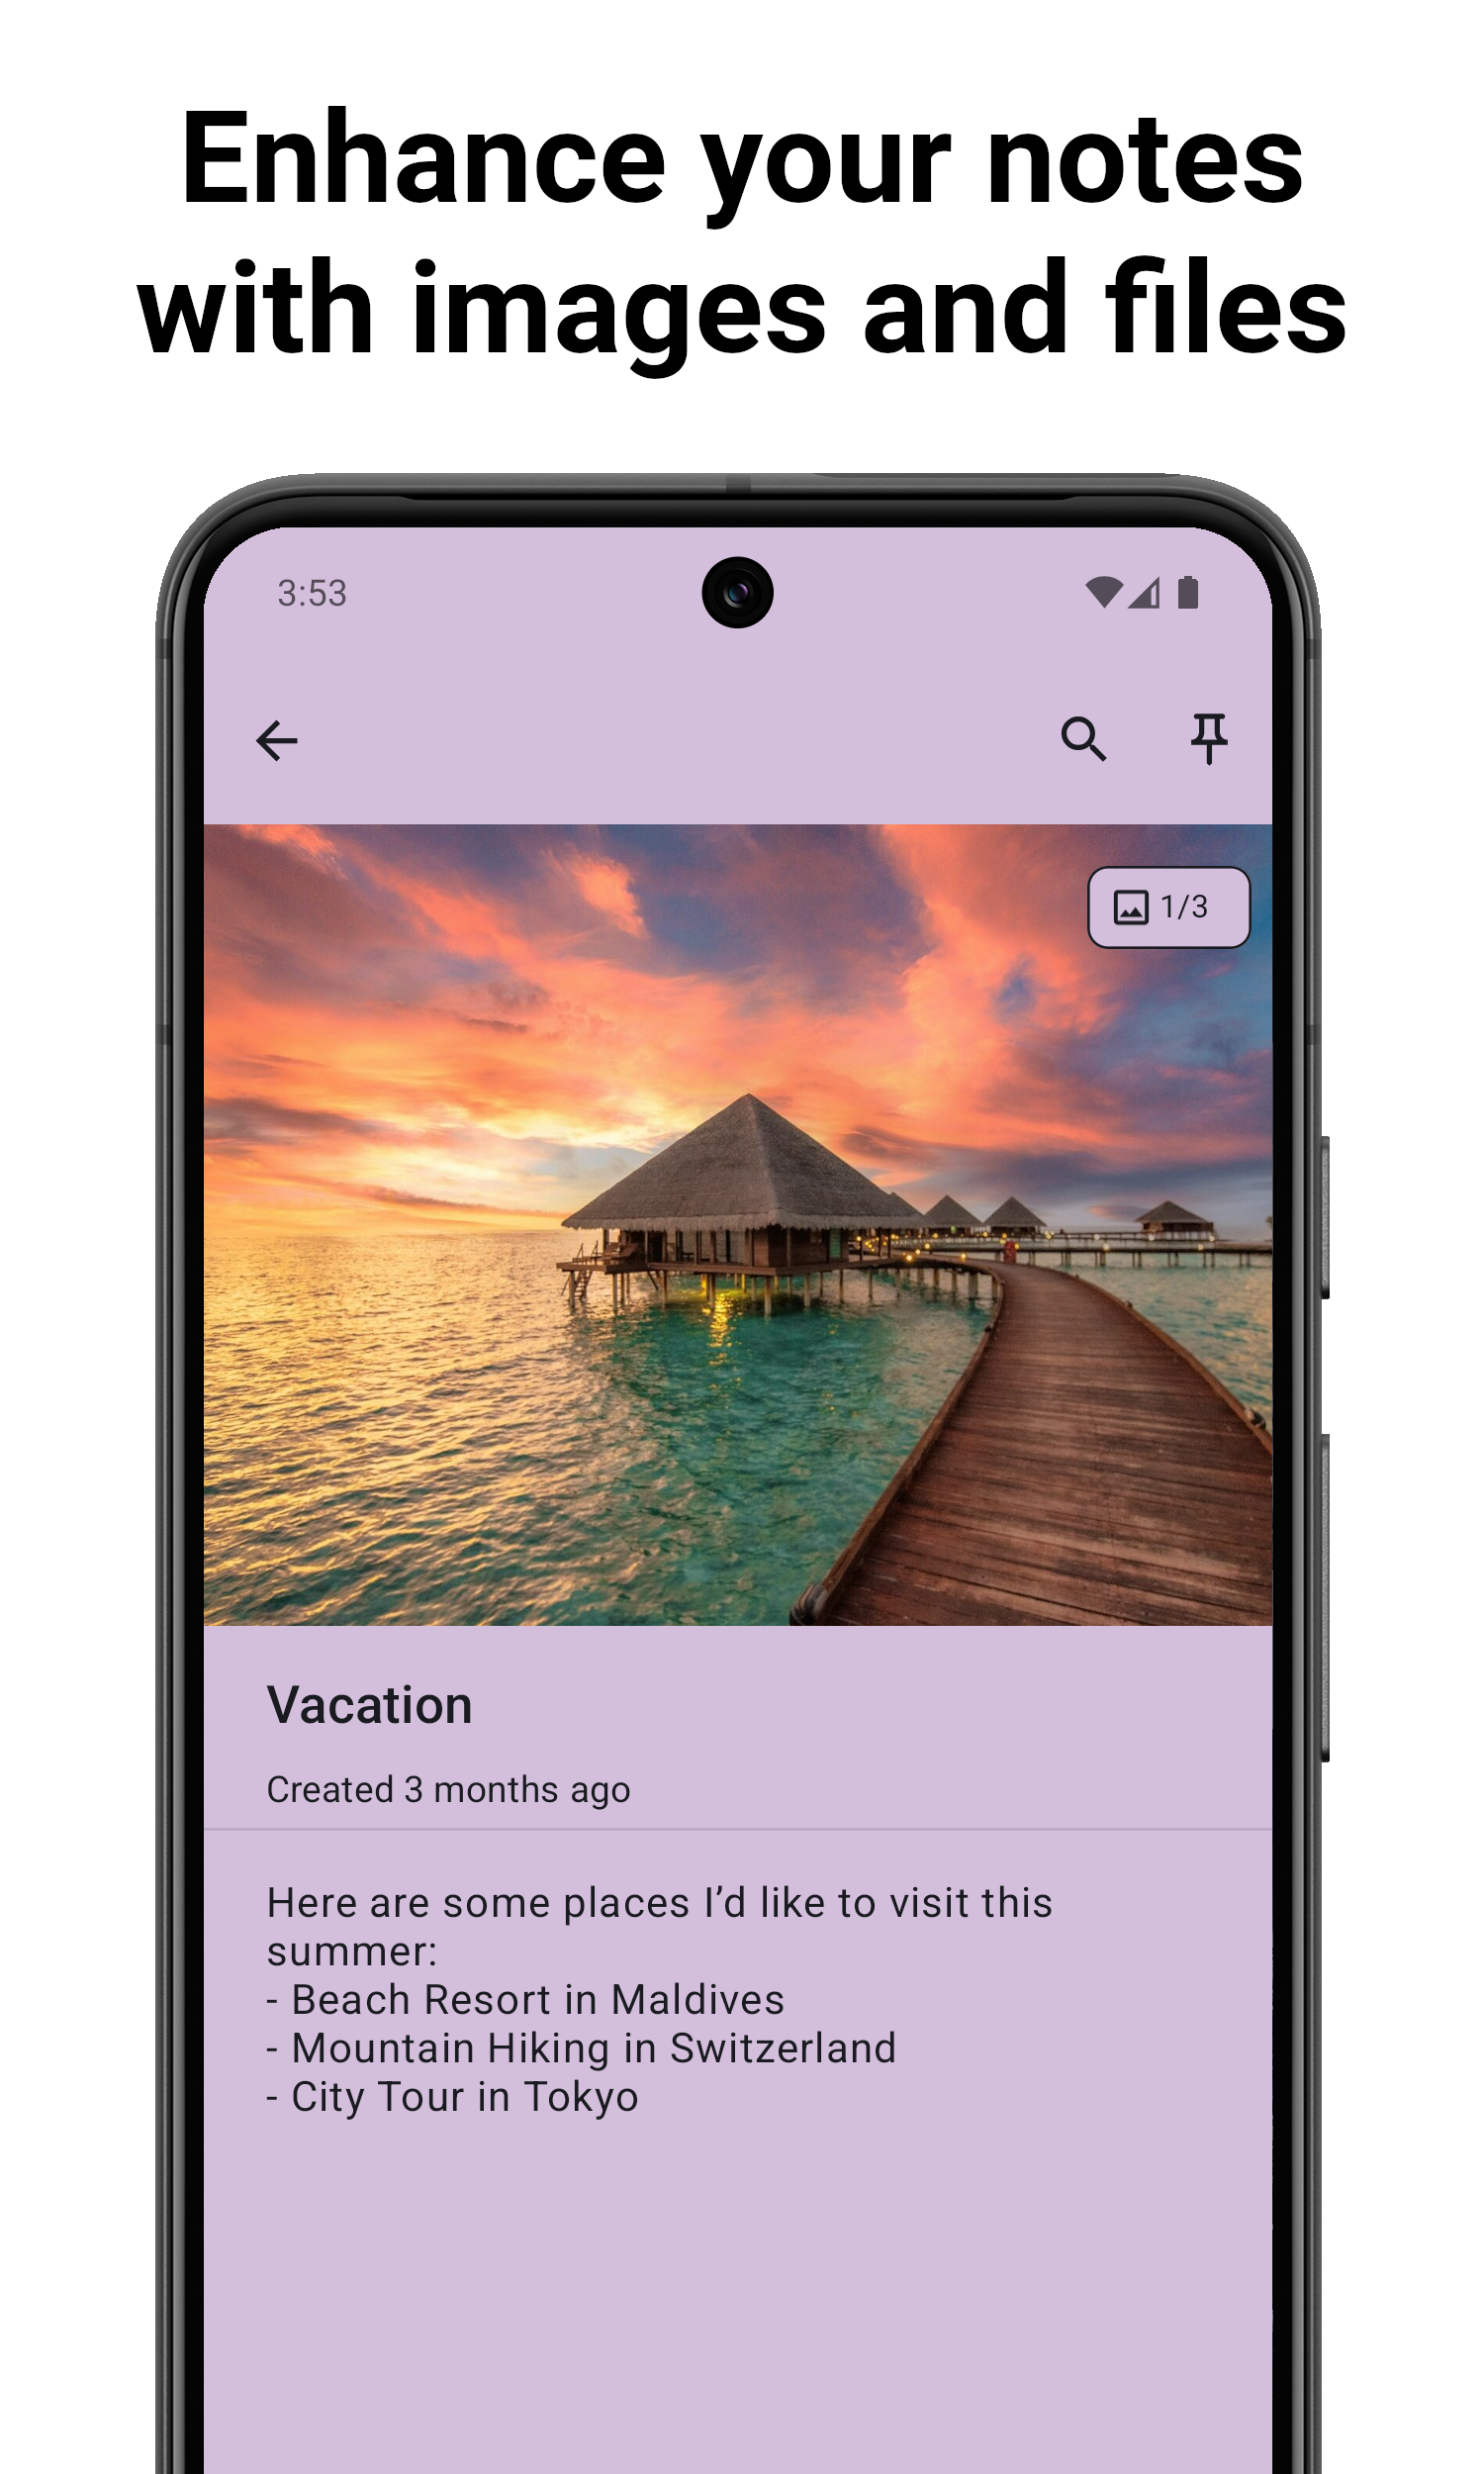 Enhance your notes
with images and files
3:53
1/3
Vacation
Created 3 months ago
Here are some places I’d like to visit this
summer:
- Beach Resort in Maldives
- Mountain Hiking in Switzerland
- City Tour in Tokyo